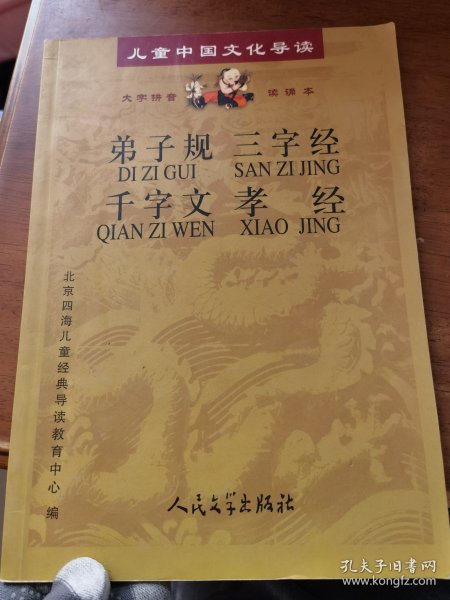 儿童中国文化导读
大字拼音 读诵本
弟子规 三字经
DI ZI GUI SAN ZI JING
千字文 孝经
QIAN ZI WEN XIAO JING
北京四海儿童经典导读教育中心 编
人民文学出版社
孔夫子旧书网
www.kongfz.com